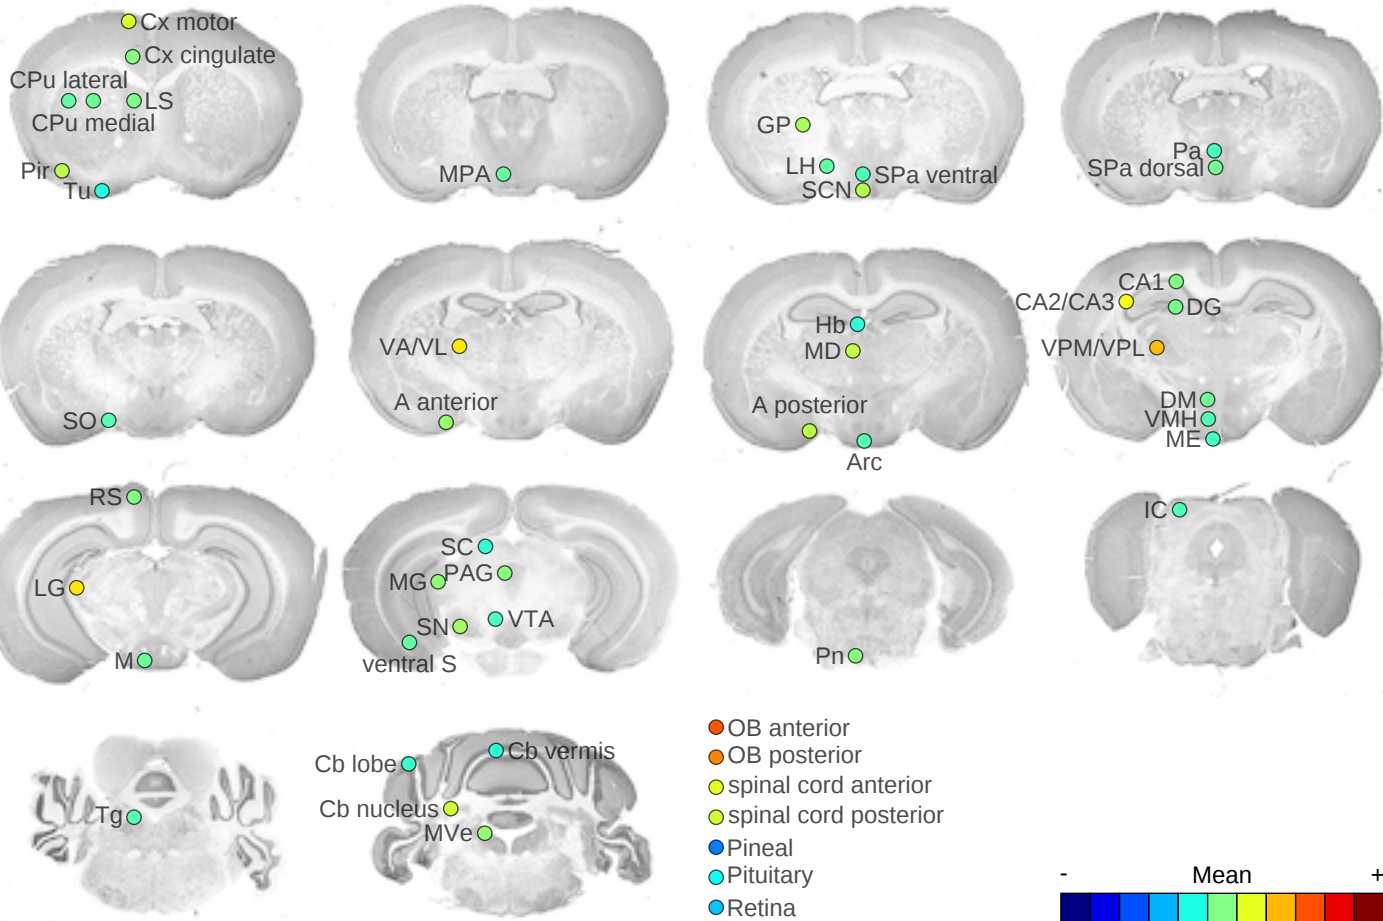 Cx motor
Cx cingulate
CPu lateral
LS
CPu medial
Pir
Tu
MPA
GP
LH
SPa ventral
SCN
Pa
SPa dorsal
SO
VA/VL
A anterior
Hb
MD
A posterior
Arc
CA1
CA2/CA3
DG
VPM/VPL
DM
VMH
ME
RS
LG
M
SC
MG
PAG
SN
VTA
ventral S
Pn
IC
Tg
Cb lobe
Cb vermis
Cb nucleus
MVe
OB anterior
OB posterior
spinal cord anterior
spinal cord posterior
Pineal
Pituitary
Retina
- Mean +